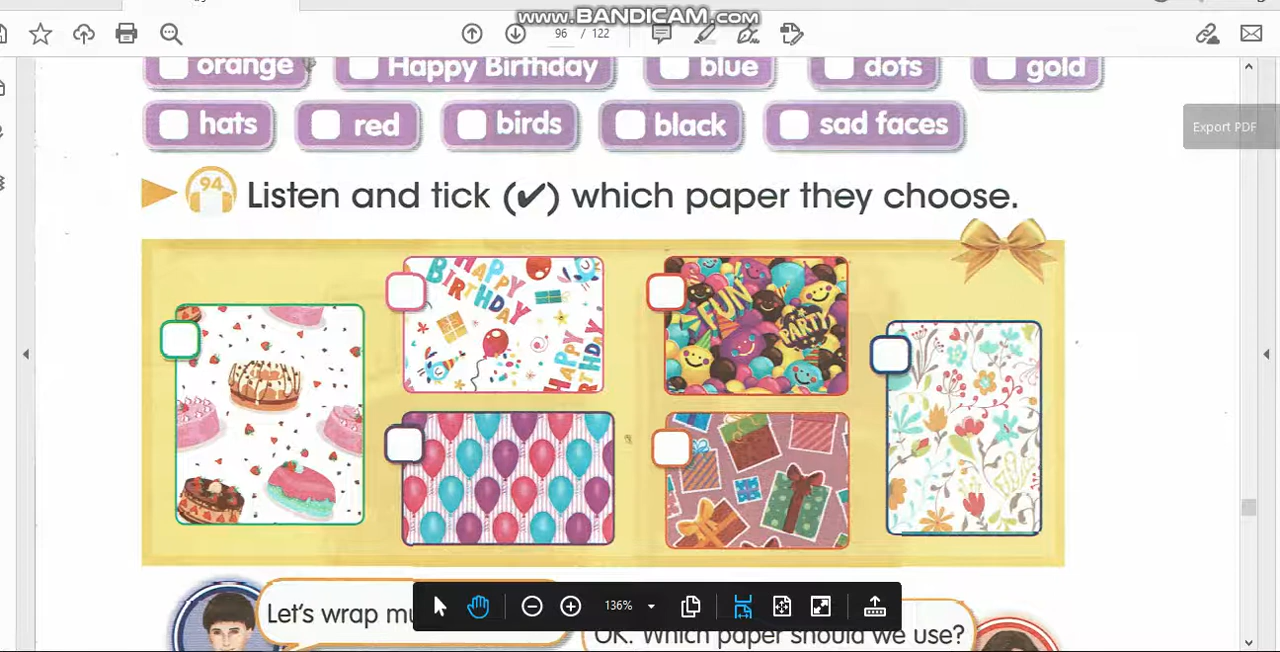 www.BANDICAM.com
96 / 122
Export PDF
orange Happy Birthday blue dots gold
hats red birds black sad faces
94 Listen and tick (✔) which paper they choose.
HAPPY BIRTHDAY
HAPPY BIRTHDAY
FUN
PARTY
Let's wrap mu
OK. Which paper should we use?
136%